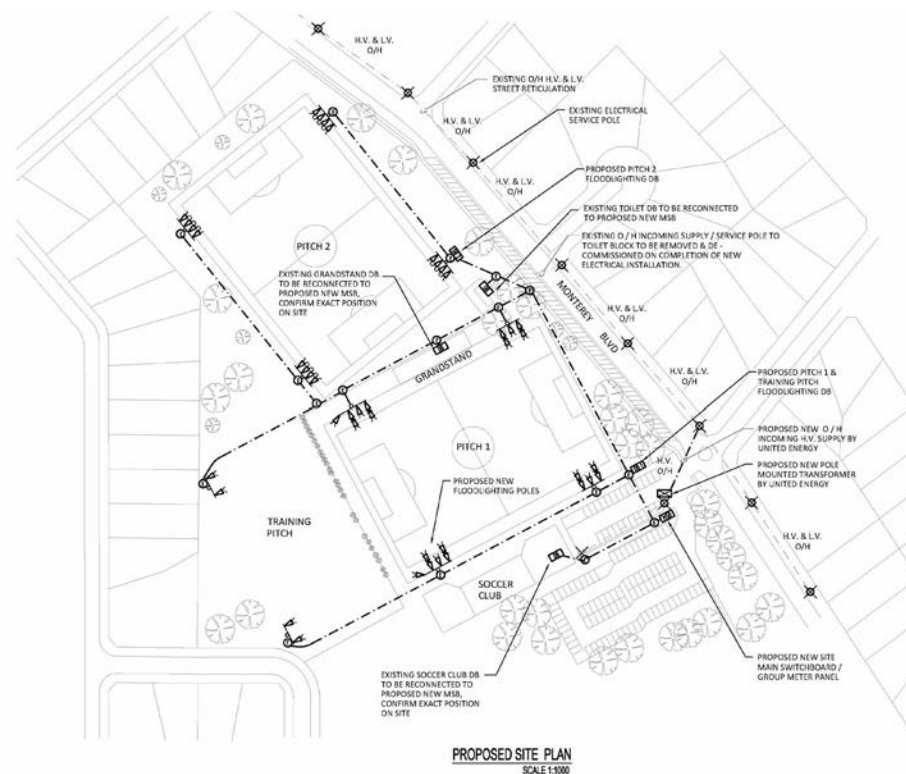 H.V. & L.V.
O/H
H.V. & L.V.
O/H
EXISTING O/H H.V. & L.V.
STREET RETICULATION
EXISTING ELECTRICAL
SERVICE POLE
H.V. & L.V.
O/H
PROPOSED PITCH 2
FLOODLIGHTING DB
EXISTING TOILET DB TO BE RECONNECTED
TO PROPOSED NEW MSB
EXISTING O / H INCOMING SUPPLY / SERVICE POLE TO
TOILET BLOCK TO BE REMOVED & DE -
COMMISSIONED ON COMPLETION OF NEW
ELECTRICAL INSTALLATION.
PITCH 2
EXISTING GRANDSTAND DB
TO BE RECONNECTED TO
PROPOSED NEW MSB,
CONFIRM EXACT POSITION
ON SITE
MONTEREY BLVD
H.V. & L.V.
O/H
GRANDSTAND
H.V. & L.V.
O/H
PROPOSED PITCH 1 &
TRAINING PITCH
FLOODLIGHTING DB
PITCH 1
PROPOSED NEW O / H
INCOMING H.V. SUPPLY BY
UNITED ENERGY
H.V.
O/H
PROPOSED NEW POLE
MOUNTED TRANSFORMER
BY UNITED ENERGY
PROPOSED NEW
FLOODLIGHTING POLES
TRAINING
PITCH
H.V. & L.V.
O/H
SOCCER
CLUB
PROPOSED NEW SITE
MAIN SWITCHBOARD /
GROUP METER PANEL
EXISTING SOCCER CLUB DB
TO BE RECONNECTED TO
PROPOSED NEW MSB,
CONFIRM EXACT POSITION
ON SITE
PROPOSED SITE PLAN
SCALE 1:1000